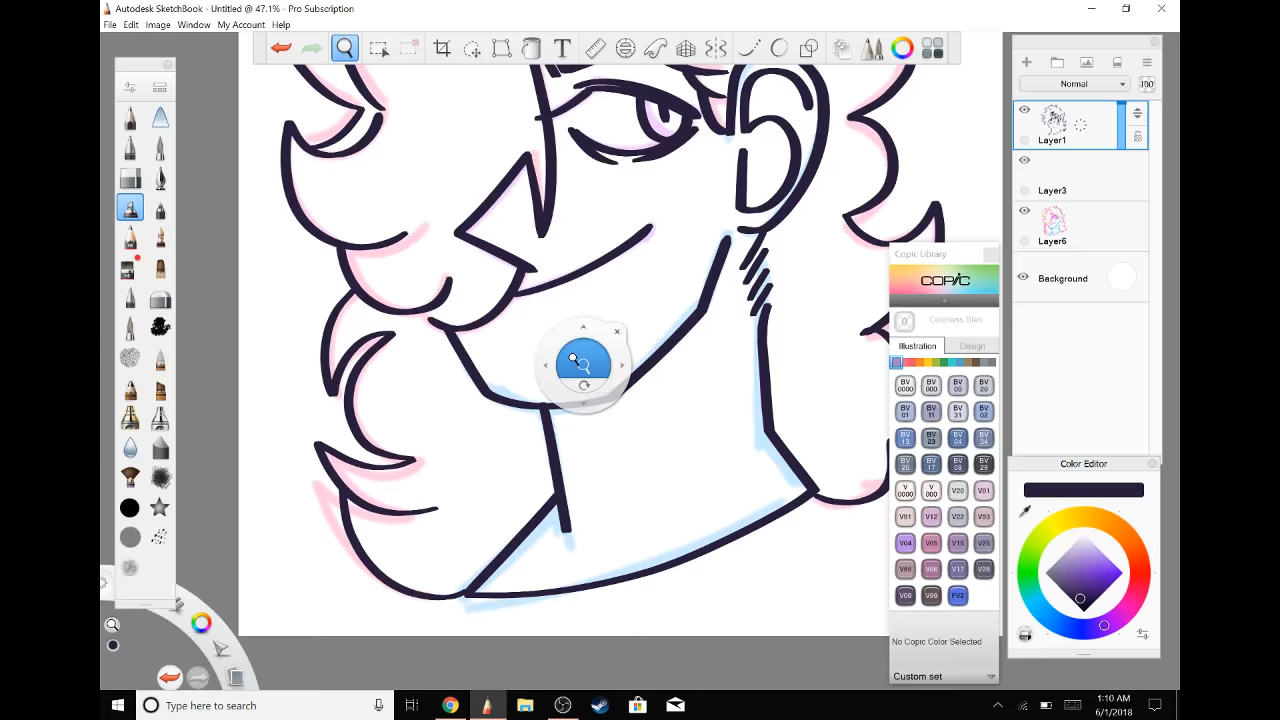 Autodesk SketchBook - Untitled @ 47.1% - Pro Subscription
File Edit Image Window My Account Help
T
Normal
100
Layer1
Layer3
Layer6
Background
Copic Library
COPIC
0 Colorless Blen
Illustration Design
BV 0000 BV 000 BV 00 BV 20
BV 01 BV 11 BV 31 BV 02
BV 13 BV 23 BV 04 BV 34
BV 25 BV 17 BV 08 BV 29
V 0000 V 000 V20 V01
V91 V12 V22 V93
V04 V05 V15 V25
V95 V06 V17 V28
V09 V99 FV2
No Copic Color Selected
Custom set
Color Editor
Type here to search
1:10 AM
6/1/2018